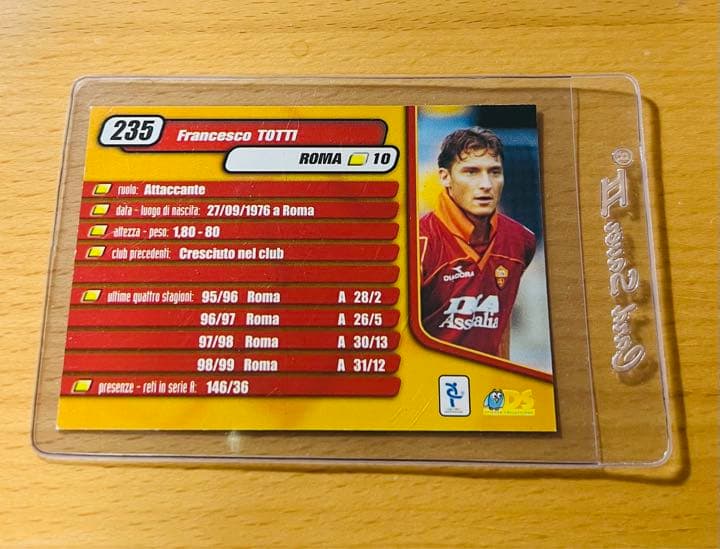 235
Francesco TOTTI
ROMA 10
ruolo: Attaccante
data - luogo di nascita: 27/09/1976 a Roma
altezza - peso: 1,80 - 80
club precedenti: Cresciuto nel club
ultime quattro stagioni: 95/96 Roma A 28/2
96/97 Roma A 26/5
97/98 Roma A 30/13
98/99 Roma A 31/12
presenze - reti in serie A: 146/36
DIADORA
INA
Assitalia
DS
Card Saver II®